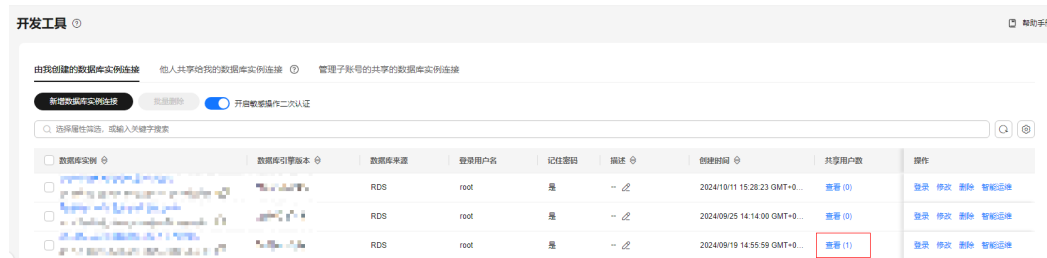 开发工具
帮助手
由我创建的数据库实例连接 他人共享给我的数据库实例连接 管理子账号的共享的数据库实例连接
新增数据库实例连接 批量删除 开启敏感操作二次认证
选择属性筛选，或输入关键字搜索
数据库实例 数据库引擎版本 数据库来源 登录用户名 记住密码 描述 创建时间 共享用户数 操作
RDS root 是 -- 2024/10/11 15:28:23 GMT+0... 查看 (0) 登录 修改 删除 智能运维
RDS root 是 -- 2024/09/25 14:14:00 GMT+0... 查看 (0) 登录 修改 删除 智能运维
RDS root 是 -- 2024/09/19 14:55:59 GMT+0... 查看 (1) 登录 修改 删除 智能运维